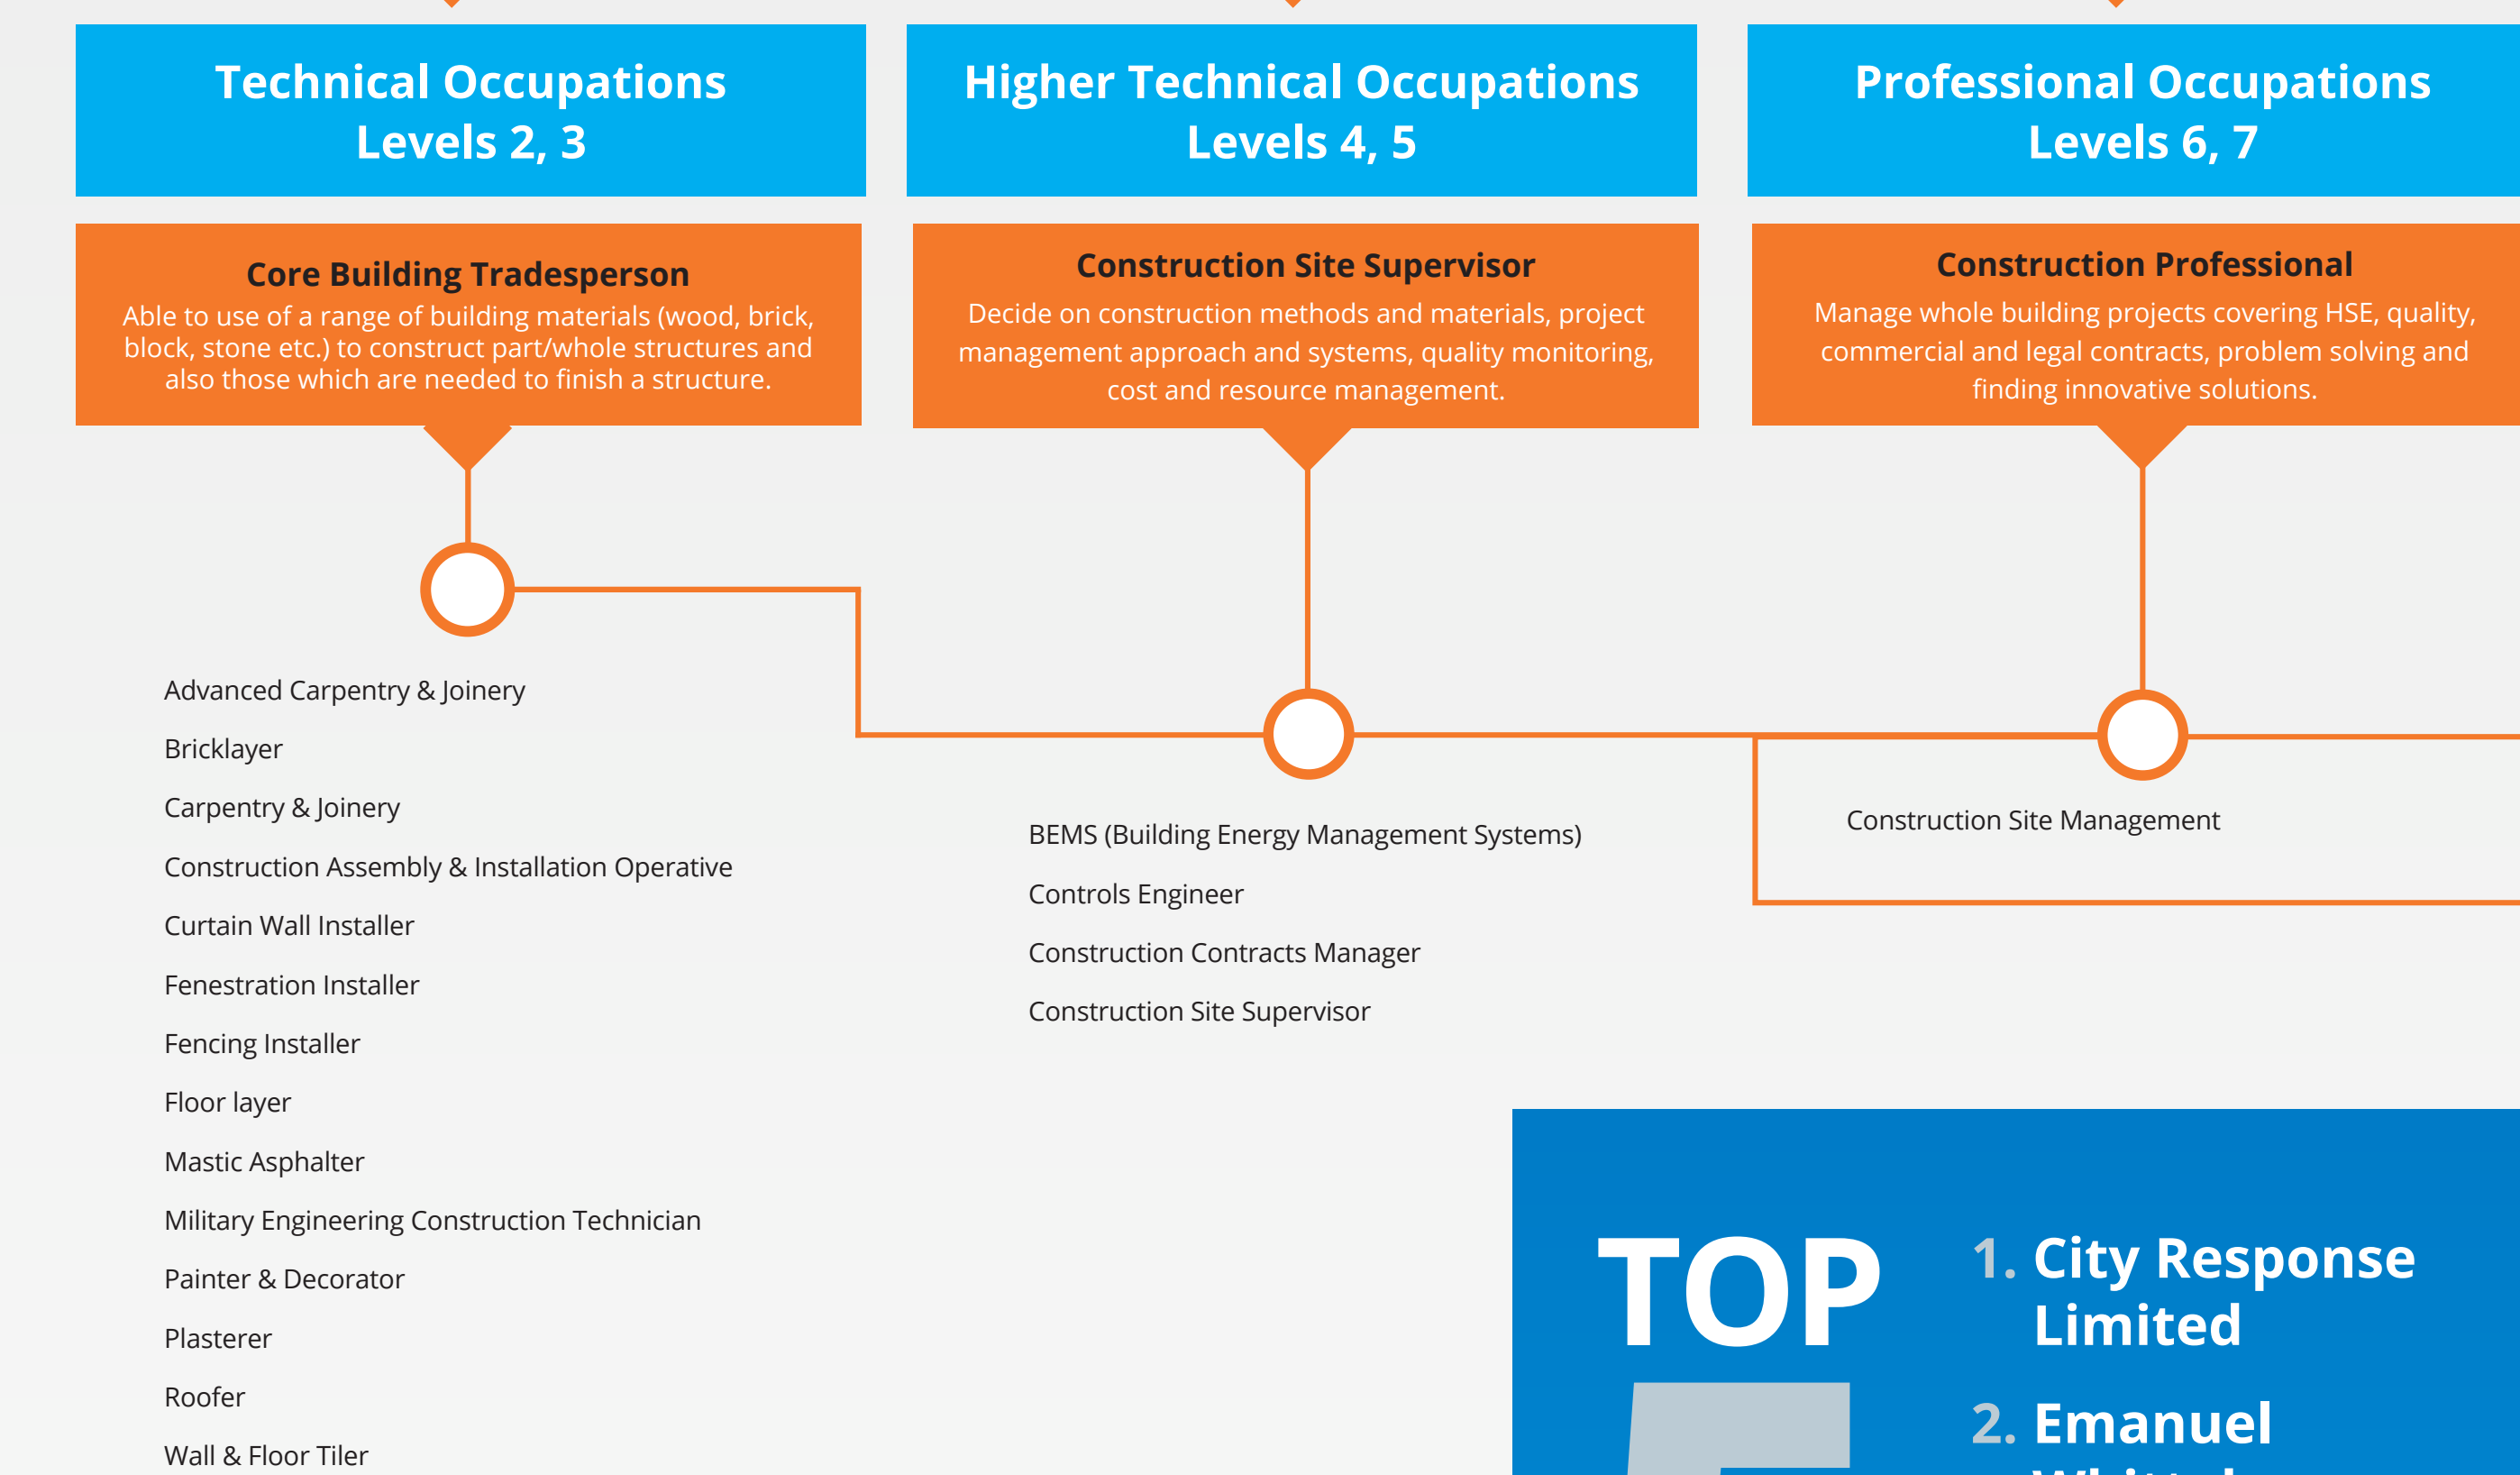 Technical Occupations
Levels 2, 3
Higher Technical Occupations
Levels 4, 5
Professional Occupations
Levels 6, 7
Core Building Tradesperson
Able to use of a range of building materials (wood, brick,
block, stone etc.) to construct part/whole structures and
also those which are needed to finish a structure.
Construction Site Supervisor
Decide on construction methods and materials, project
management approach and systems, quality monitoring,
cost and resource management.
Construction Professional
Manage whole building projects covering HSE, quality,
commercial and legal contracts, problem solving and
finding innovative solutions.
Advanced Carpentry & Joinery
Bricklayer
Carpentry & Joinery
Construction Assembly & Installation Operative
Curtain Wall Installer
Fenestration Installer
Fencing Installer
Floor layer
Mastic Asphalter
Military Engineering Construction Technician
Painter & Decorator
Plasterer
Roofer
Wall & Floor Tiler
BEMS (Building Energy Management Systems)
Controls Engineer
Construction Contracts Manager
Construction Site Supervisor
Construction Site Management
TOP
1. City Response
Limited
2. Emanuel